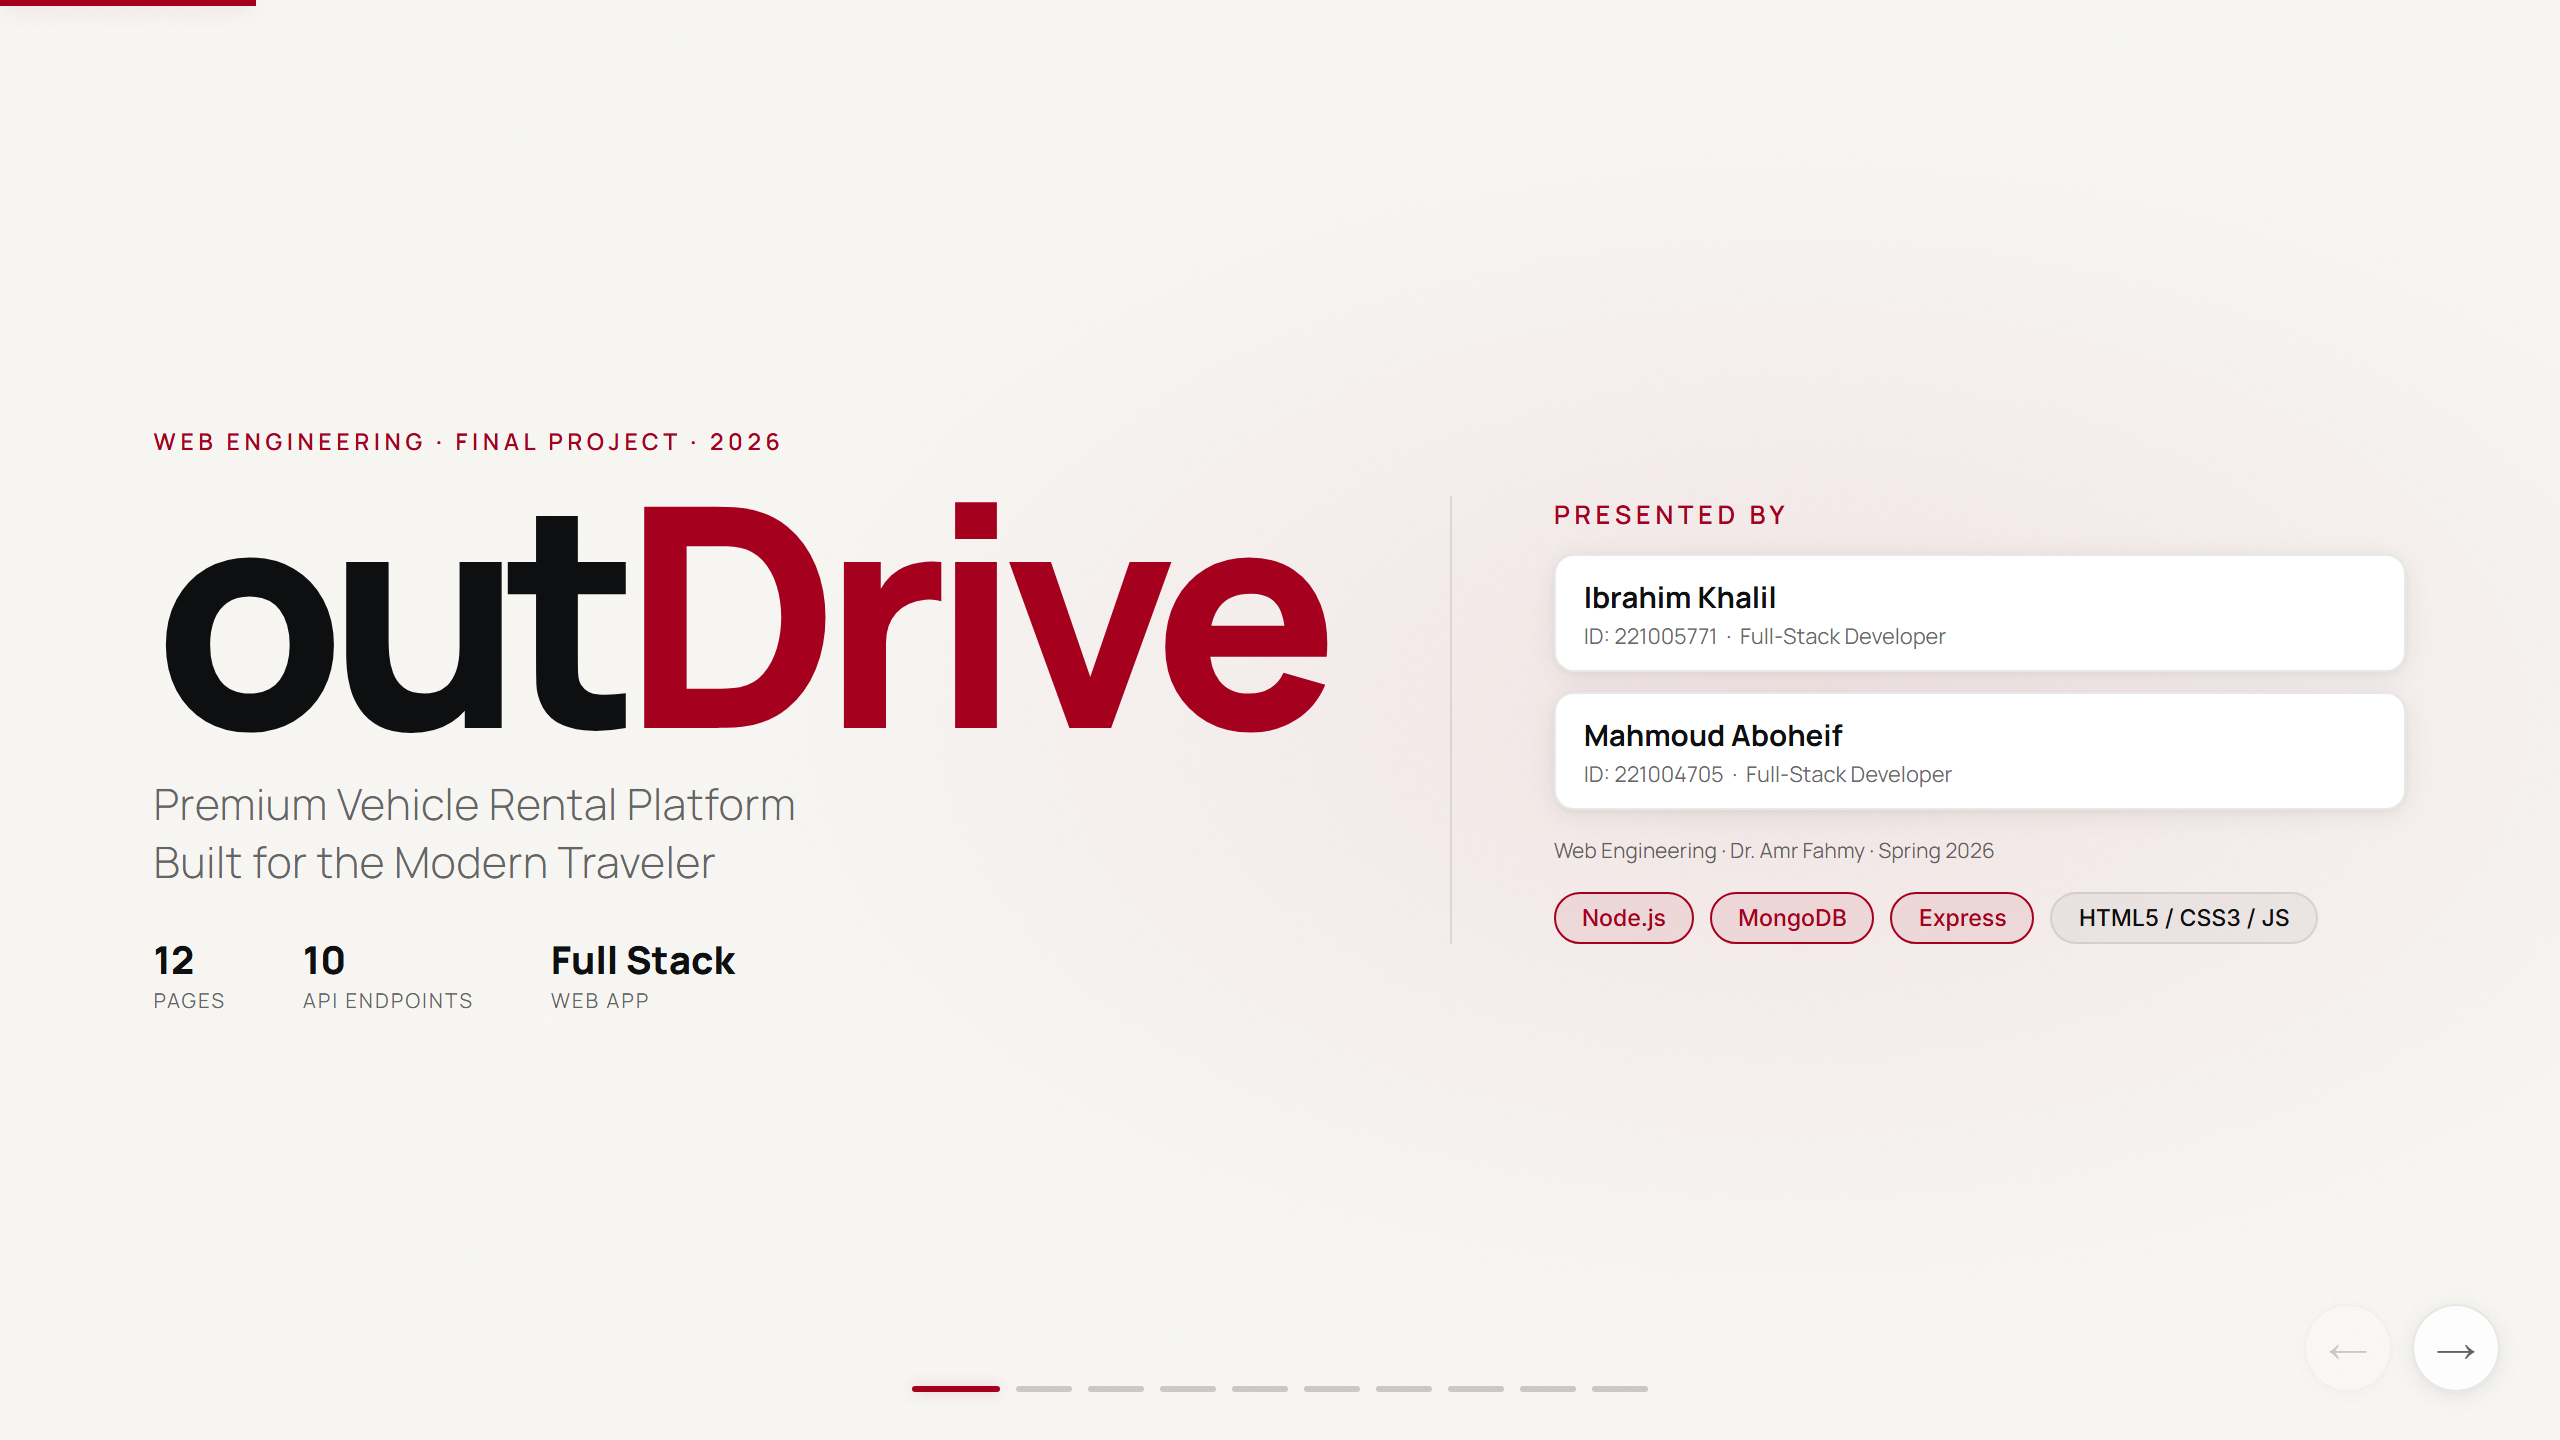 WEB ENGINEERING · FINAL PROJECT · 2026
outDrive
Premium Vehicle Rental Platform
Built for the Modern Traveler
12
PAGES
10
API ENDPOINTS
Full Stack
WEB APP
PRESENTED BY
Ibrahim Khalil
ID: 221005771 · Full-Stack Developer
Mahmoud Aboheif
ID: 221004705 · Full-Stack Developer
Web Engineering · Dr. Amr Fahmy · Spring 2026
Node.js
MongoDB
Express
HTML5 / CSS3 / JS
← →